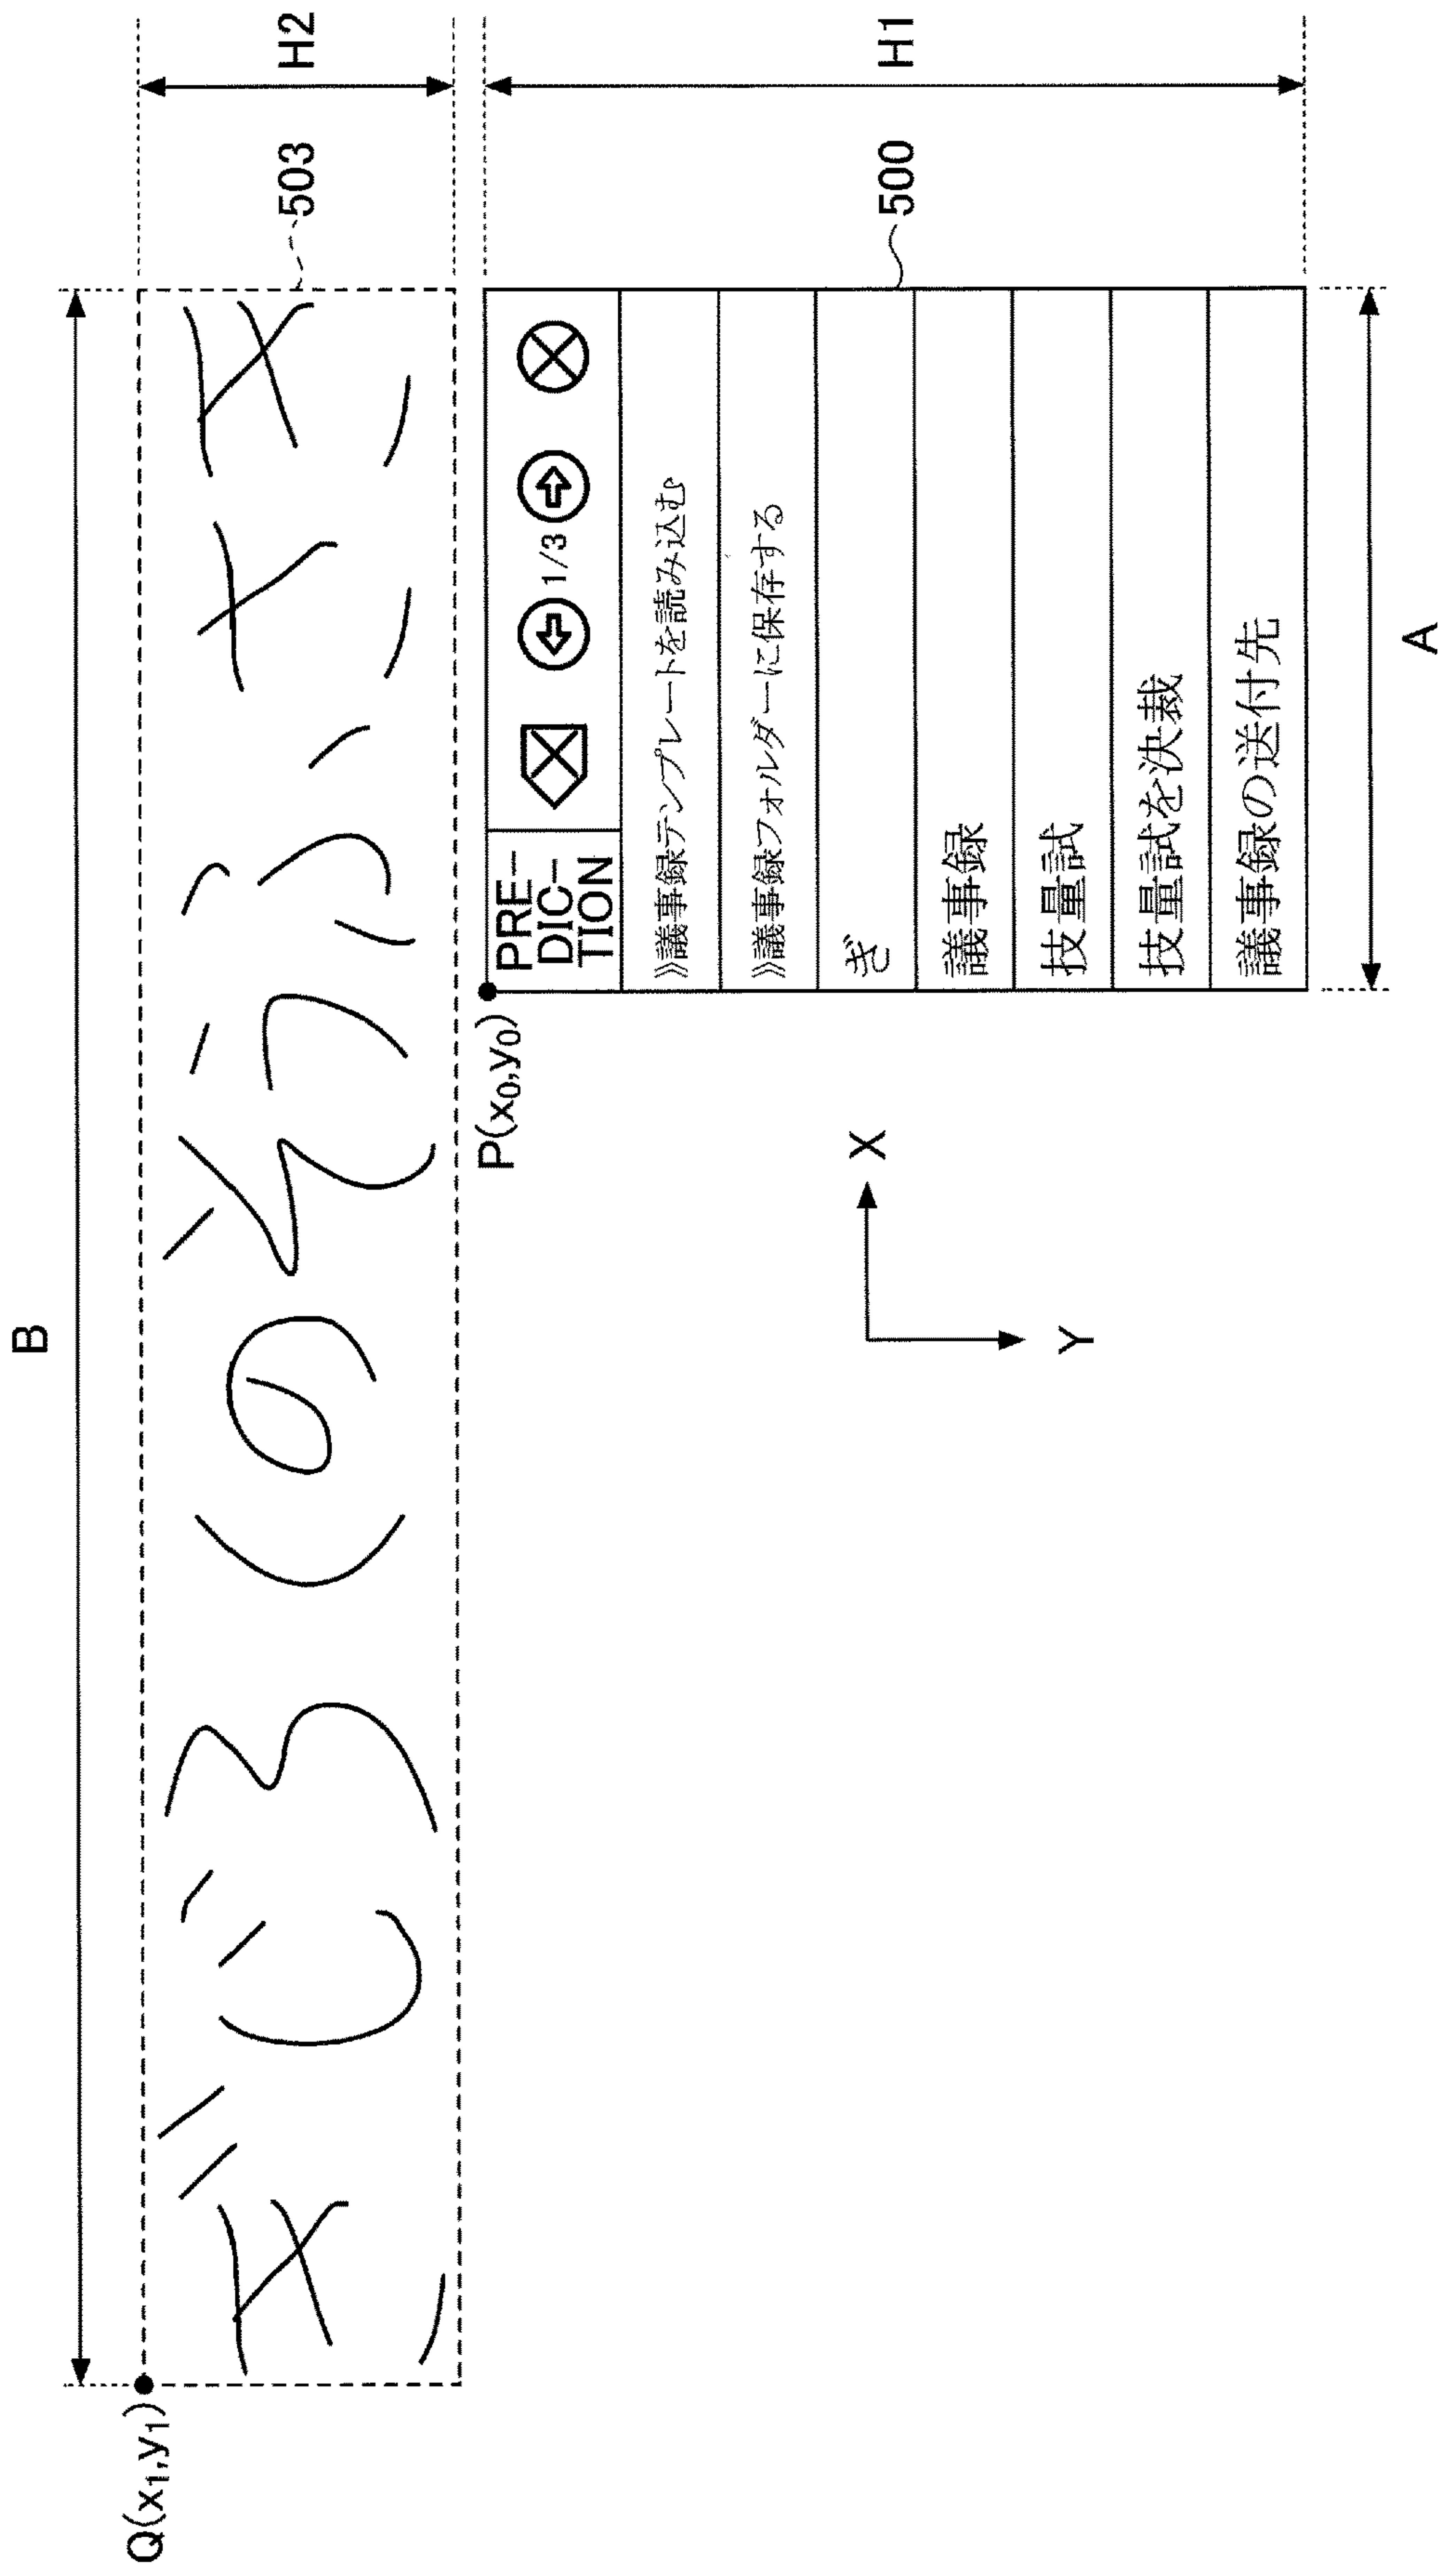 B
Q(x₁,y₁)
ぎじろくのそうふさき
503
H2
P(x₀,y₀)
PRE-
DIC-
TION
1/3
》議事録テンプレートを読み込む
》議事録フォルダーに保存する
ぎ
議事録
技量試
技量試を決裁
議事録の送付先
500
H1
X
Y
A